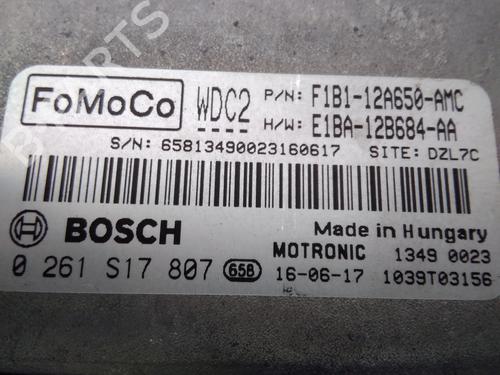 FoMoCo WDC2 P/N: F1B1-12A650-AMC
H/W: E1BA-12B684-AA
S/N: 65813490023160617 SITE: DZL7C
BOSCH Made in Hungary
MOTRONIC 1349 0023
0 261 S17 807 658 16-06-17 1039T03156
PARTS